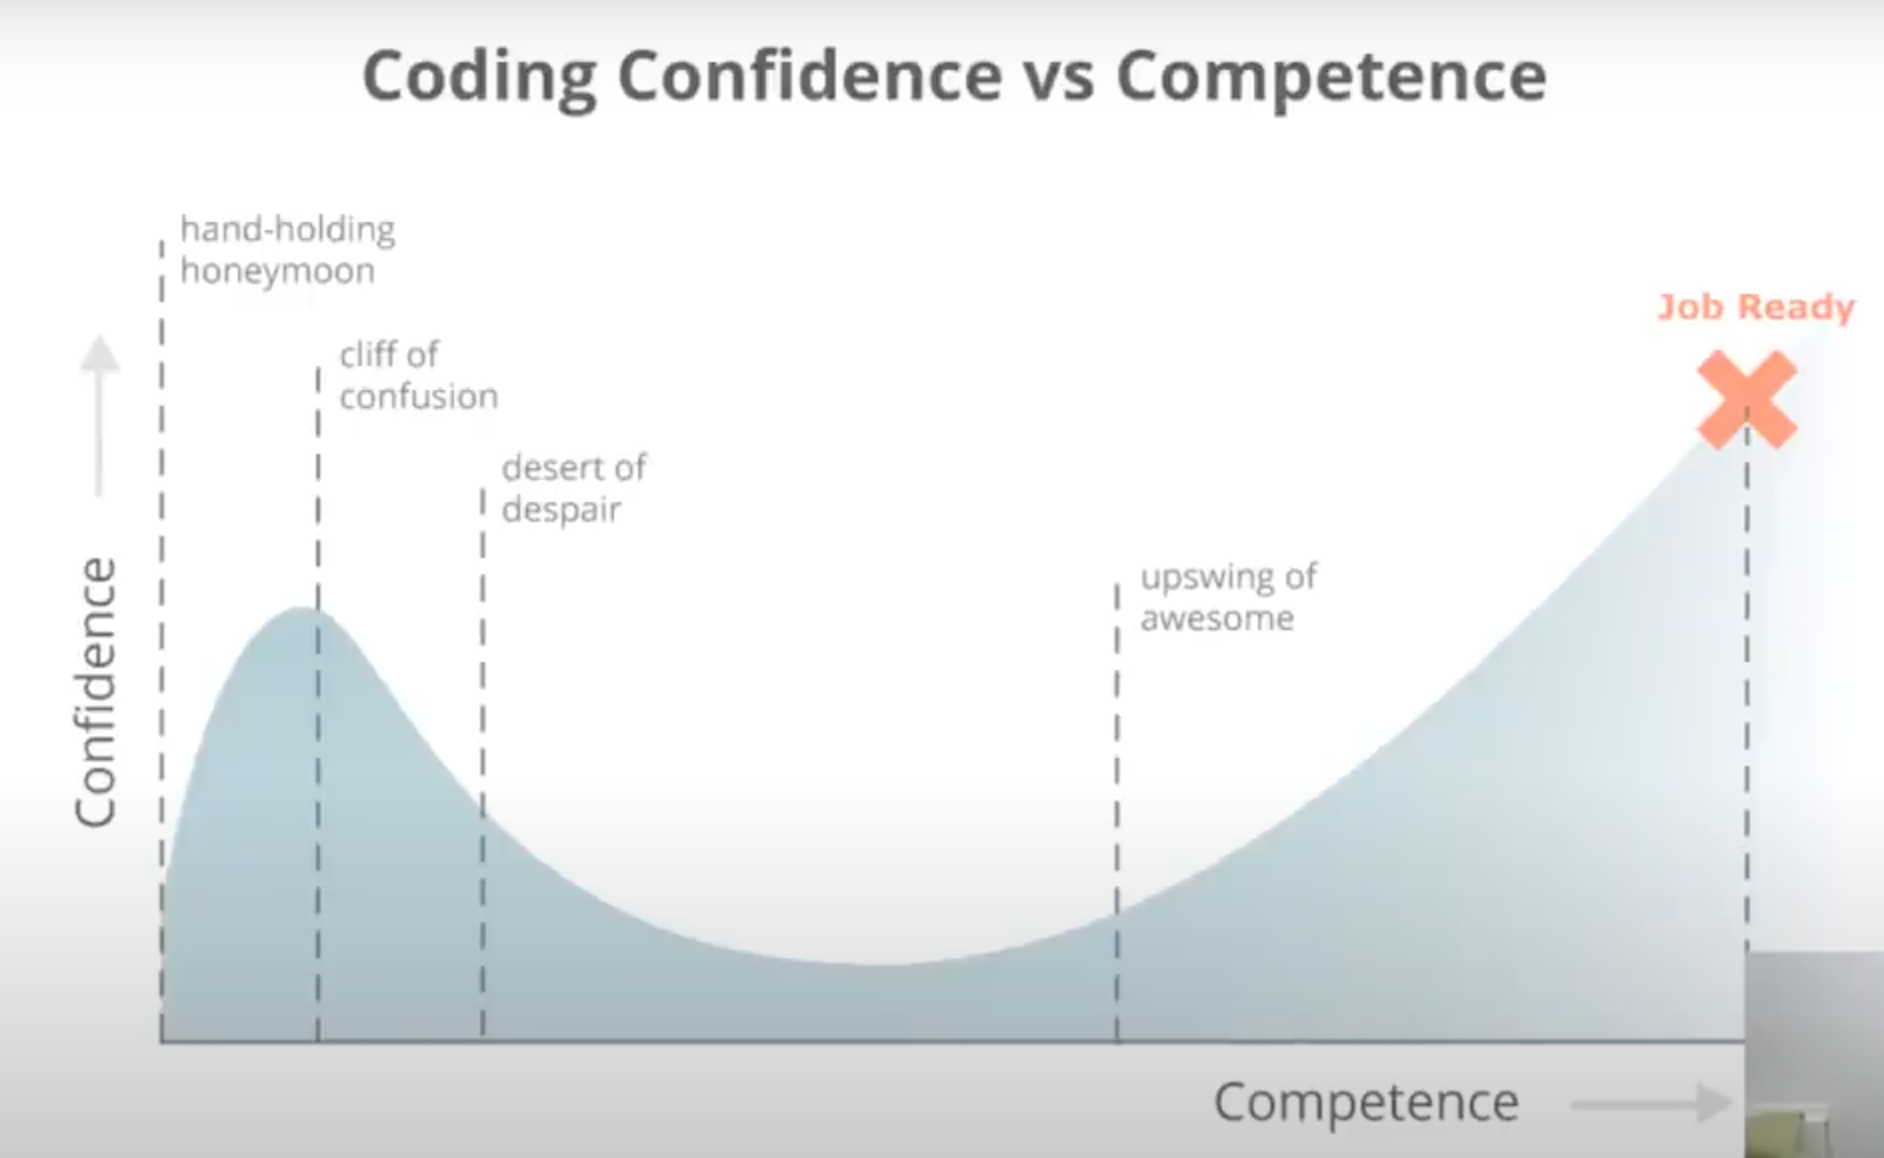 Coding Confidence vs Competence
hand-holding
honeymoon
cliff of
confusion
desert of
despair
upswing of
awesome
Job Ready
Confidence
Competence